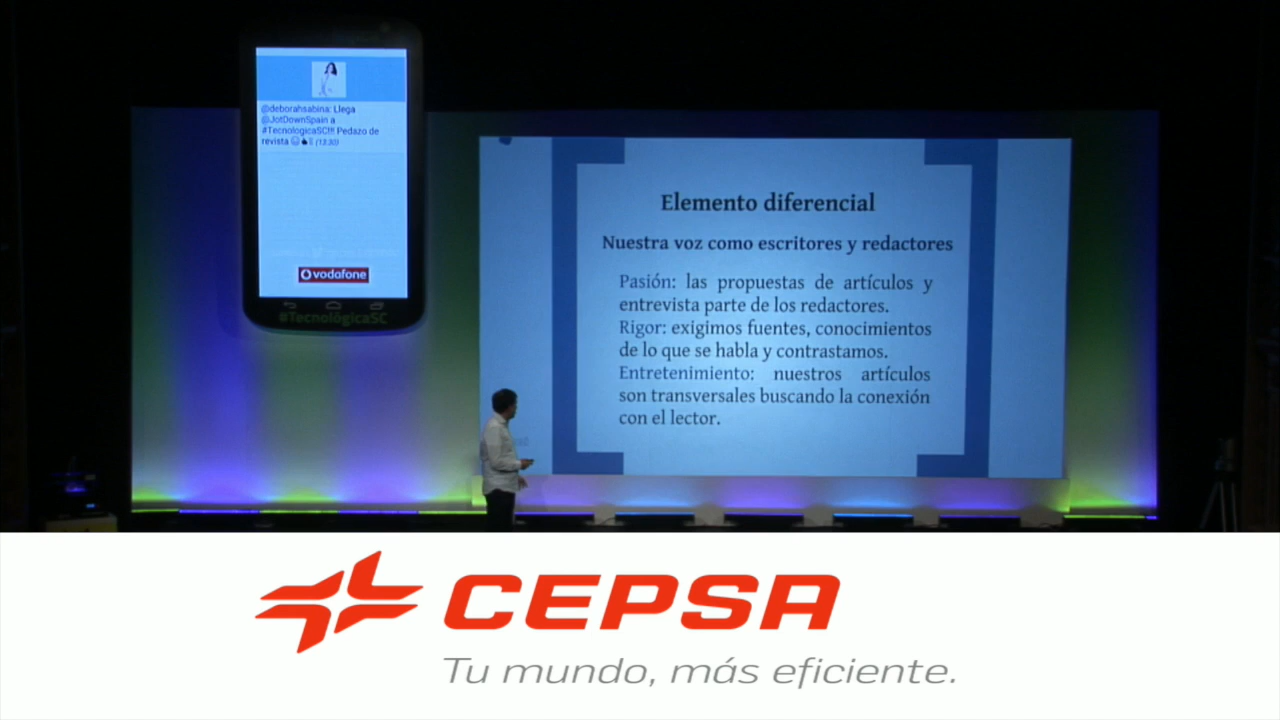 @deborahsabina: Llega
@JotDownSpain a
#TecnologicaSC!!! Pedazo de
revista
(13:30)
vodafone
#TecnológicaSC
Elemento diferencial
Nuestra voz como escritores y redactores
Pasión: las propuestas de artículos y
entrevista parte de los redactores.
Rigor: exigimos fuentes, conocimientos
de lo que se habla y contrastamos.
Entretenimiento: nuestros artículos
son transversales buscando la conexión
con el lector.
CEPSA
Tu mundo, más eficiente.